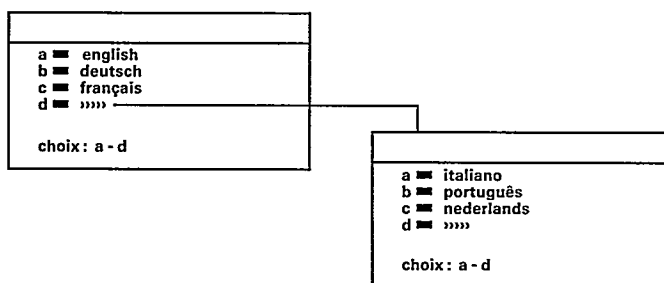 a ■ english
b ■ deutsch
c ■ français
d ■ »»»
choix : a - d
a ■ italiano
b ■ português
c ■ nederlands
d ■ »»»
choix : a - d